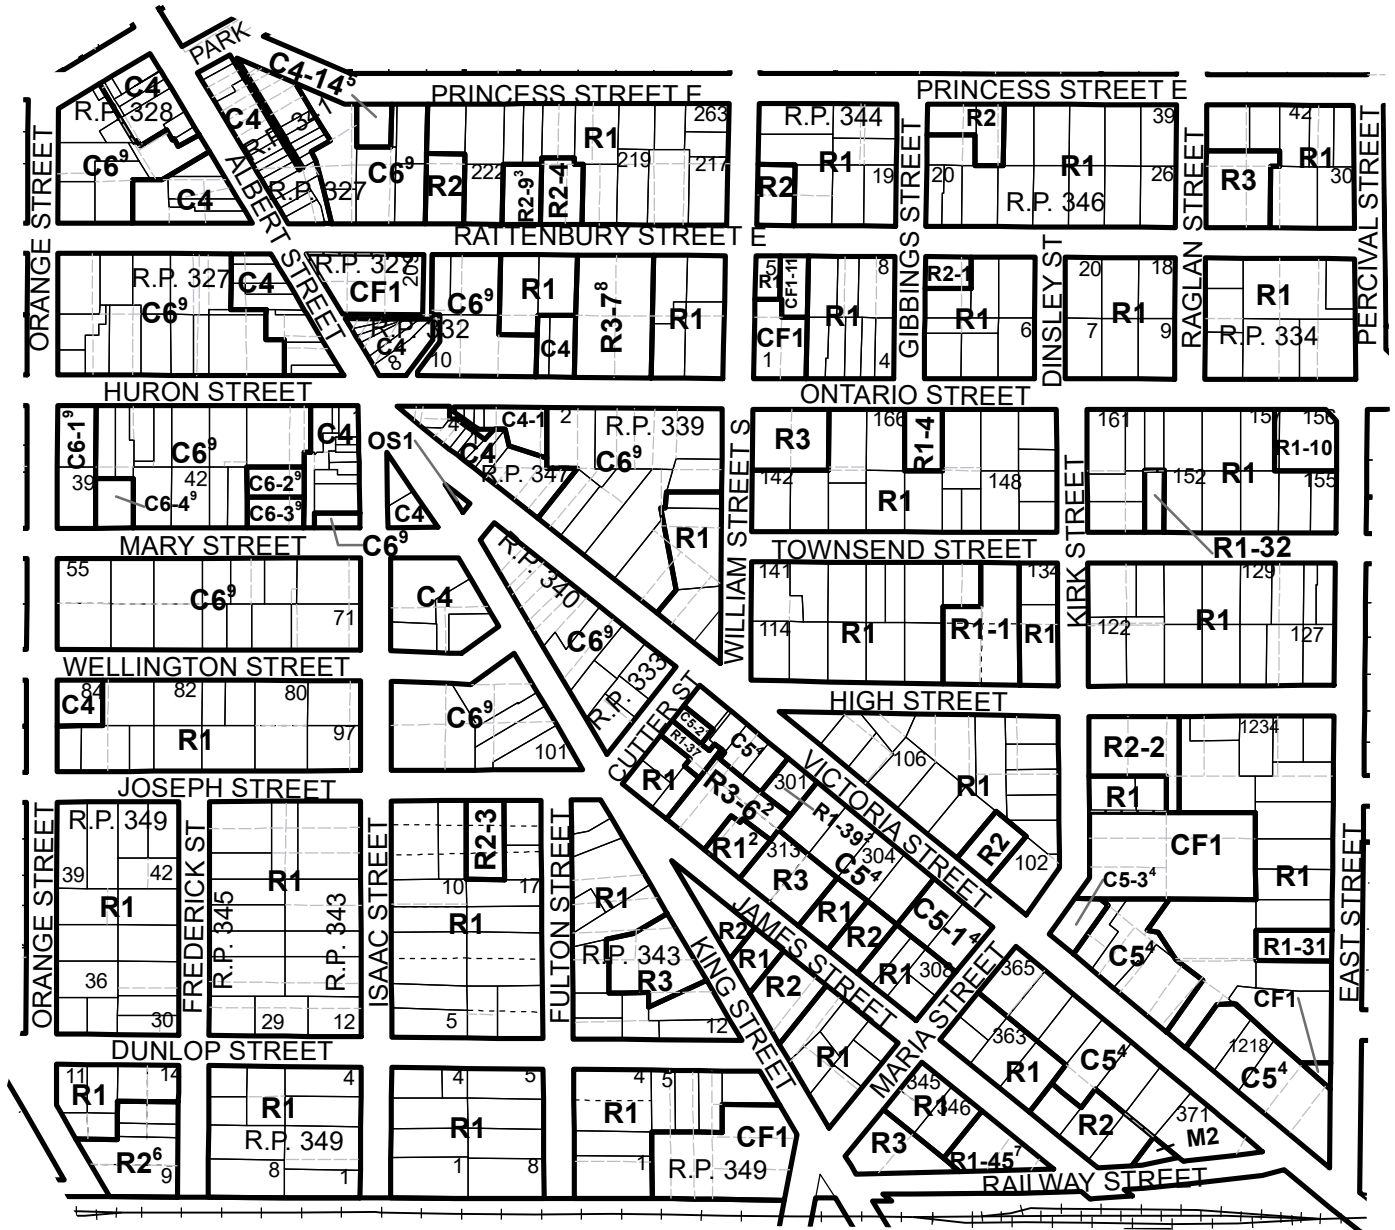 PARK
C4-14⁵
PRINCESS STREET E
PRINCESS STREET E
C4
R.P. 328
C6⁹
C4
C4
R.P. 327
C6⁹
R2
222
R2-9³
R2-4
R1
219
263
217
R.P. 344
R1
R2
19
R2
20
R1
R.P. 346
39
26
42
R1
R3
30
ORANGE STREET
ALBERT STREET
GIBBINGS STREET
RAGLAN STREET
PERCIVAL STREET
RATTENBURY STREET E
R.P. 327
C4
C6⁹
209
CF1
R.P. 332
C4
8
10
C6⁹
R1
C4
R3-7⁸
R1
5
R1
CF1-11
CF1
1
R1
8
4
R2-1
R1
6
DINSLEY ST
20
18
R1
7
9
R1
R.P. 334
HURON STREET
ONTARIO STREET
C6-1⁹
39
C6-4⁹
C6⁹
42
C6-2⁹
C6-3⁹
C4
C6⁹
OS1
C4
4
C4
C4-1
2
R.P. 347
R.P. 339
C6⁹
R1
WILLIAM STREET S
R3
142
166
R1-4
R1
148
KIRK STREET
161
152
R1
R1-10
155
R1-32
MARY STREET
TOWNSEND STREET
55
C6⁹
71
C4
R.P. 340
C6⁹
R.P. 333
141
114
R1
R1-1
134
R1
129
122
R1
127
WELLINGTON STREET
HIGH STREET
84
C4
82
80
R1
97
C6⁹
101
CUTTER ST
C5-2
R1-37
R1
C5⁴
R3-6²
301
R1-39
VICTORIA STREET
106
R1
R2
102
R2-2
R1
1234
CF1
R1
C5-3⁴
C5⁴
R1-31
CF1
1218
C5⁴
EAST STREET
JOSEPH STREET
ORANGE STREET
R.P. 349
39
42
R1
36
30
FREDERICK ST
R1
R.P. 345
R.P. 343
29
12
ISAAC STREET
R2-3
10
17
R1
5
FULTON STREET
R1
R.P. 343
R3
12
KING STREET
R1²
313
R3
304
C5⁴
R1
R2
C5-1⁴
R1
308
JAMES STREET
R2
R1
R2
R1
MARIA STREET
365
363
R1
C5⁴
R2
371
M2
345
R1
346
R3
R1-45⁷
DUNLOP STREET
11
14
R1
R2⁶
9
4
R1
R.P. 349
8
1
4
5
R1
1
8
4
5
R1
1
CF1
R.P. 349
RAILWAY STREET